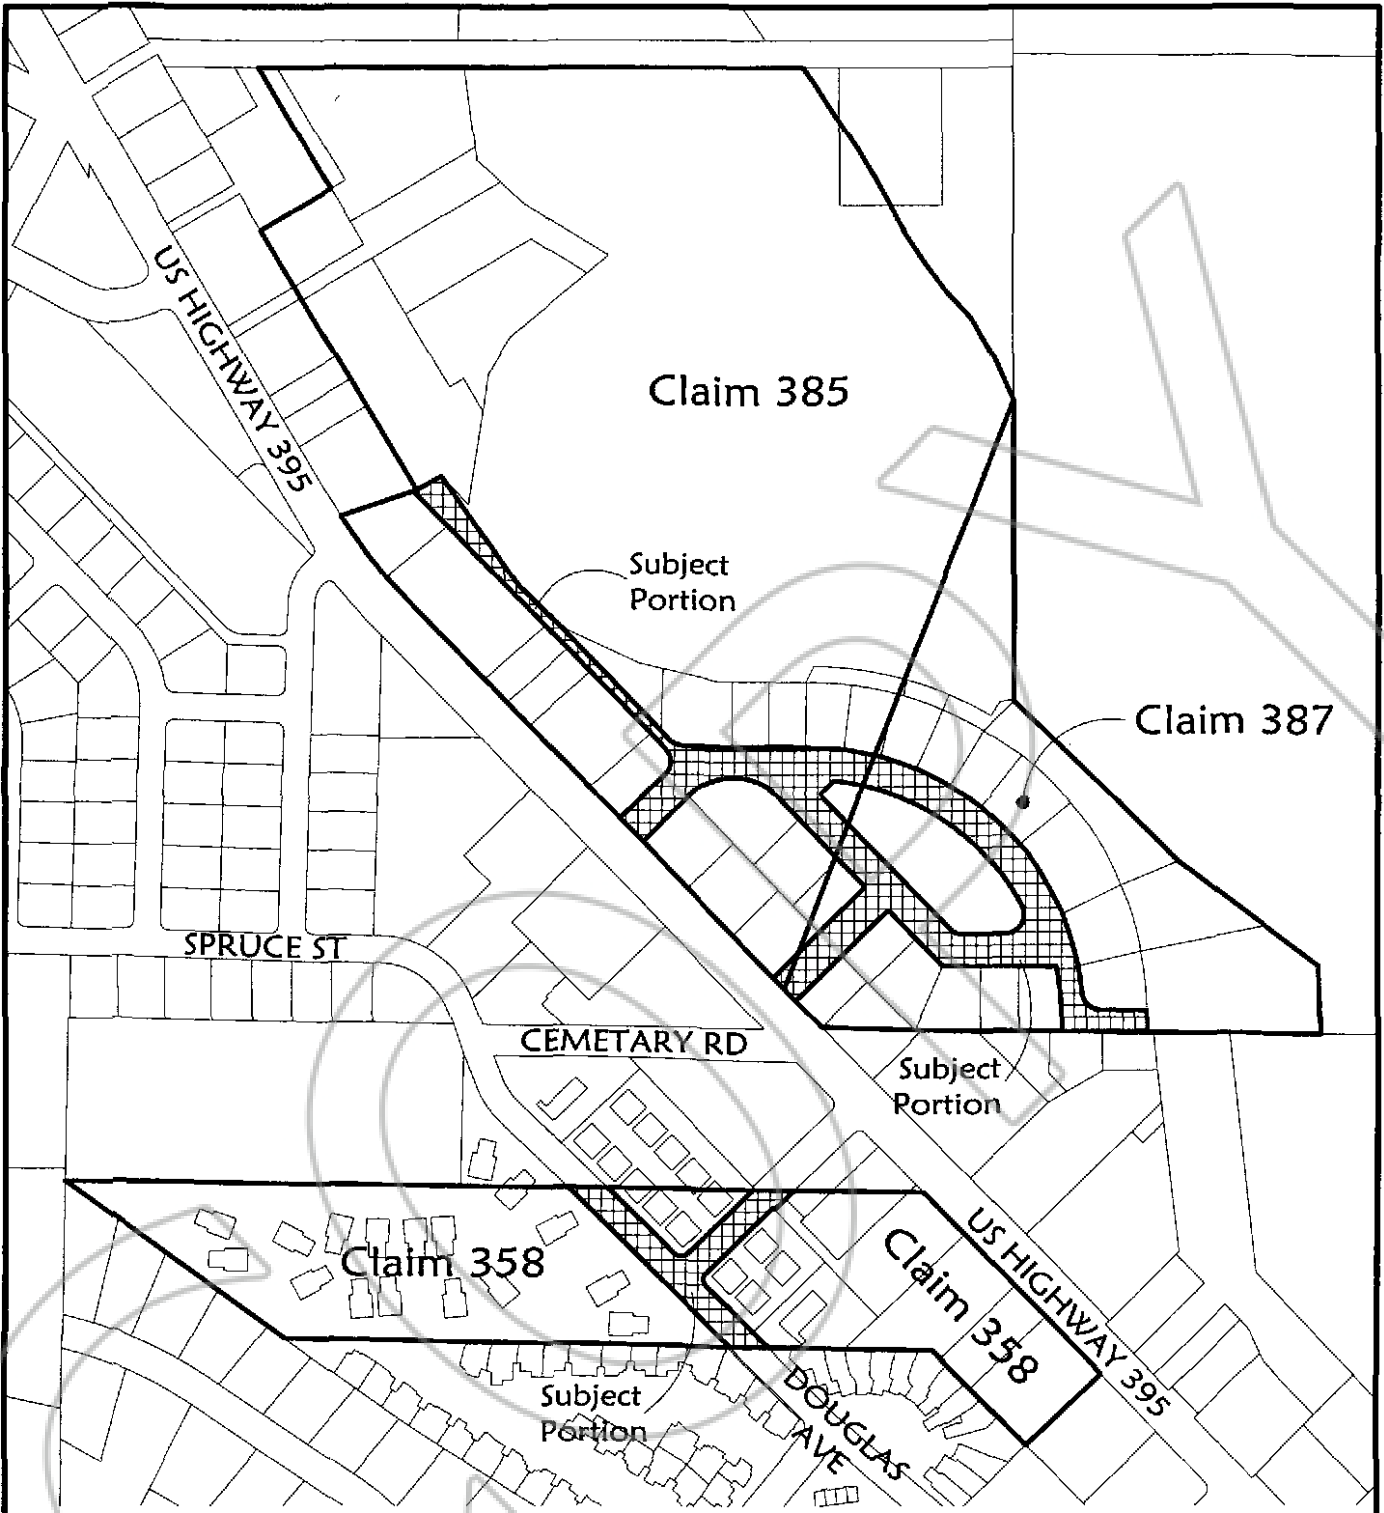 US HIGHWAY 395
Claim 385
Subject
Portion
Claim 387
SPRUCE ST
CEMETARY RD
Subject
Portion
Claim 358
Claim 358
US HIGHWAY 395
Subject
Portion
DOUGLAS
AVE